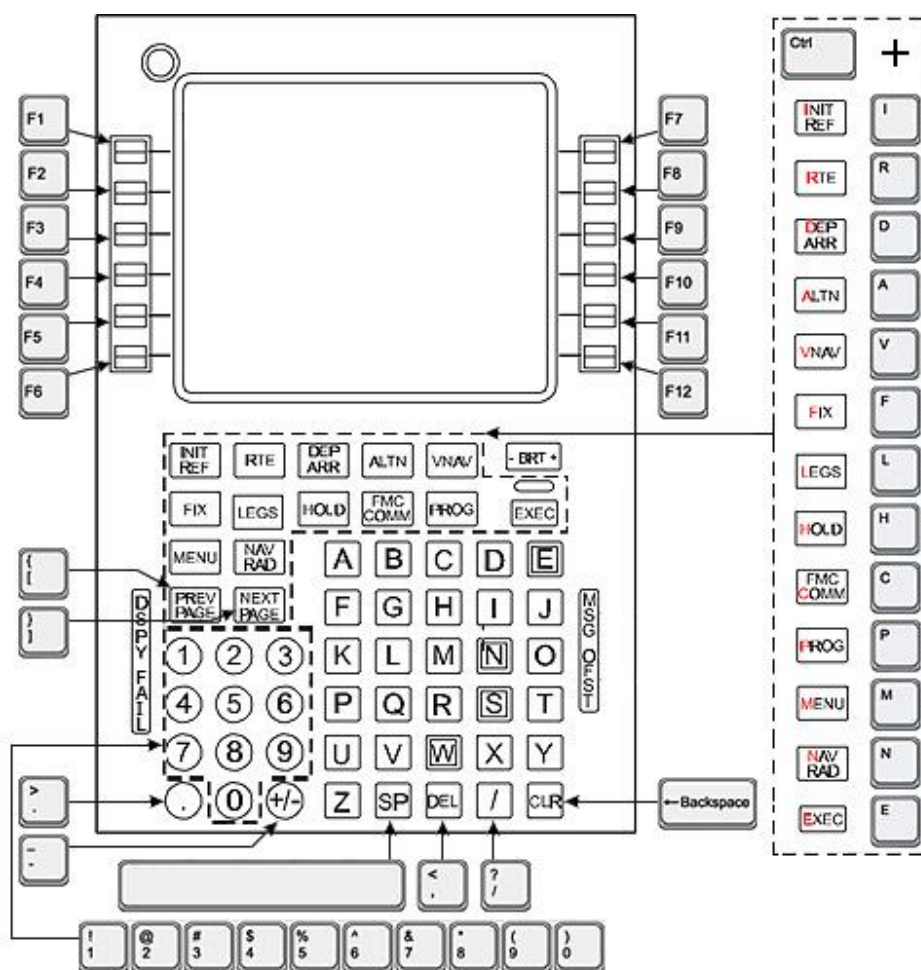 Ctrl +
F1
F2
F3
F4
F5
F6
F7
F8
F9
F10
F11
F12
INIT
REF
I
RTE
R
DEP
ARR
D
ALTN
A
VNAV
V
FIX
F
LEGS
L
HOLD
H
FMC
COMM
C
PROG
P
MENU
M
NAV
RAD
N
EXEC
E
INIT
REF
RTE
DEP
ARR
ALTN
VNAV
- BRT +
FIX
LEGS
HOLD
FMC
COMM
PROG
EXEC
MENU
NAV
RAD
PREV
PAGE
NEXT
PAGE
{
[
}
]
DSPY FAIL
MSG OFST
1 2 3
4 5 6
7 8 9
. 0 +/-
A B C D E
F G H I J
K L M N O
P Q R S T
U V W X Y
Z SP DEL / CLR
>
.
_
-
←Backspace
<
,
?
/
!
1
@
2
#
3
$
4
%
5
^
6
&
7
*
8
(
9
)
0